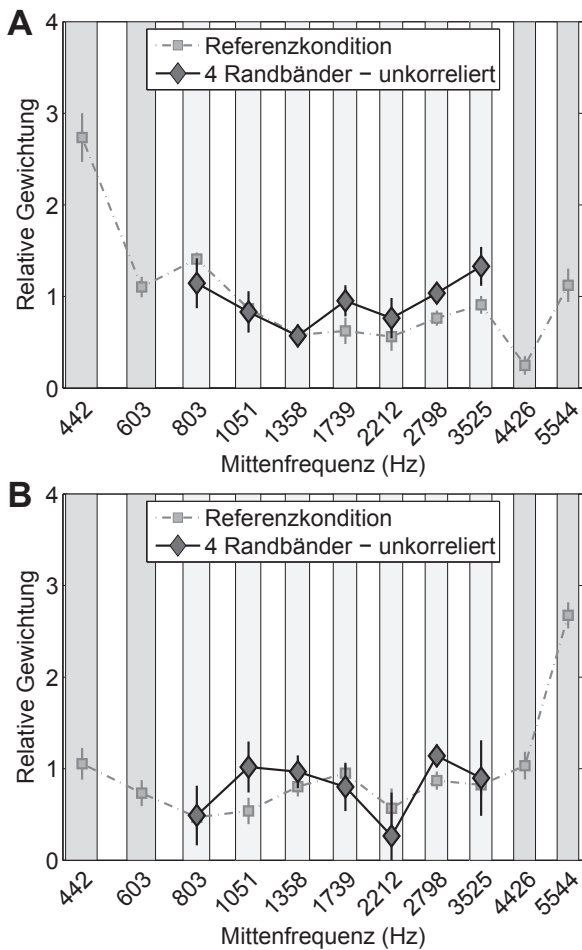 A
Relative Gewichtung
4
3
2
1
0
Referenzkondition
4 Randbänder − unkorreliert
442 603 803 1051 1358 1739 2212 2798 3525 4426 5544
Mittenfrequenz (Hz)
B
Relative Gewichtung
4
3
2
1
0
Referenzkondition
4 Randbänder − unkorreliert
442 603 803 1051 1358 1739 2212 2798 3525 4426 5544
Mittenfrequenz (Hz)